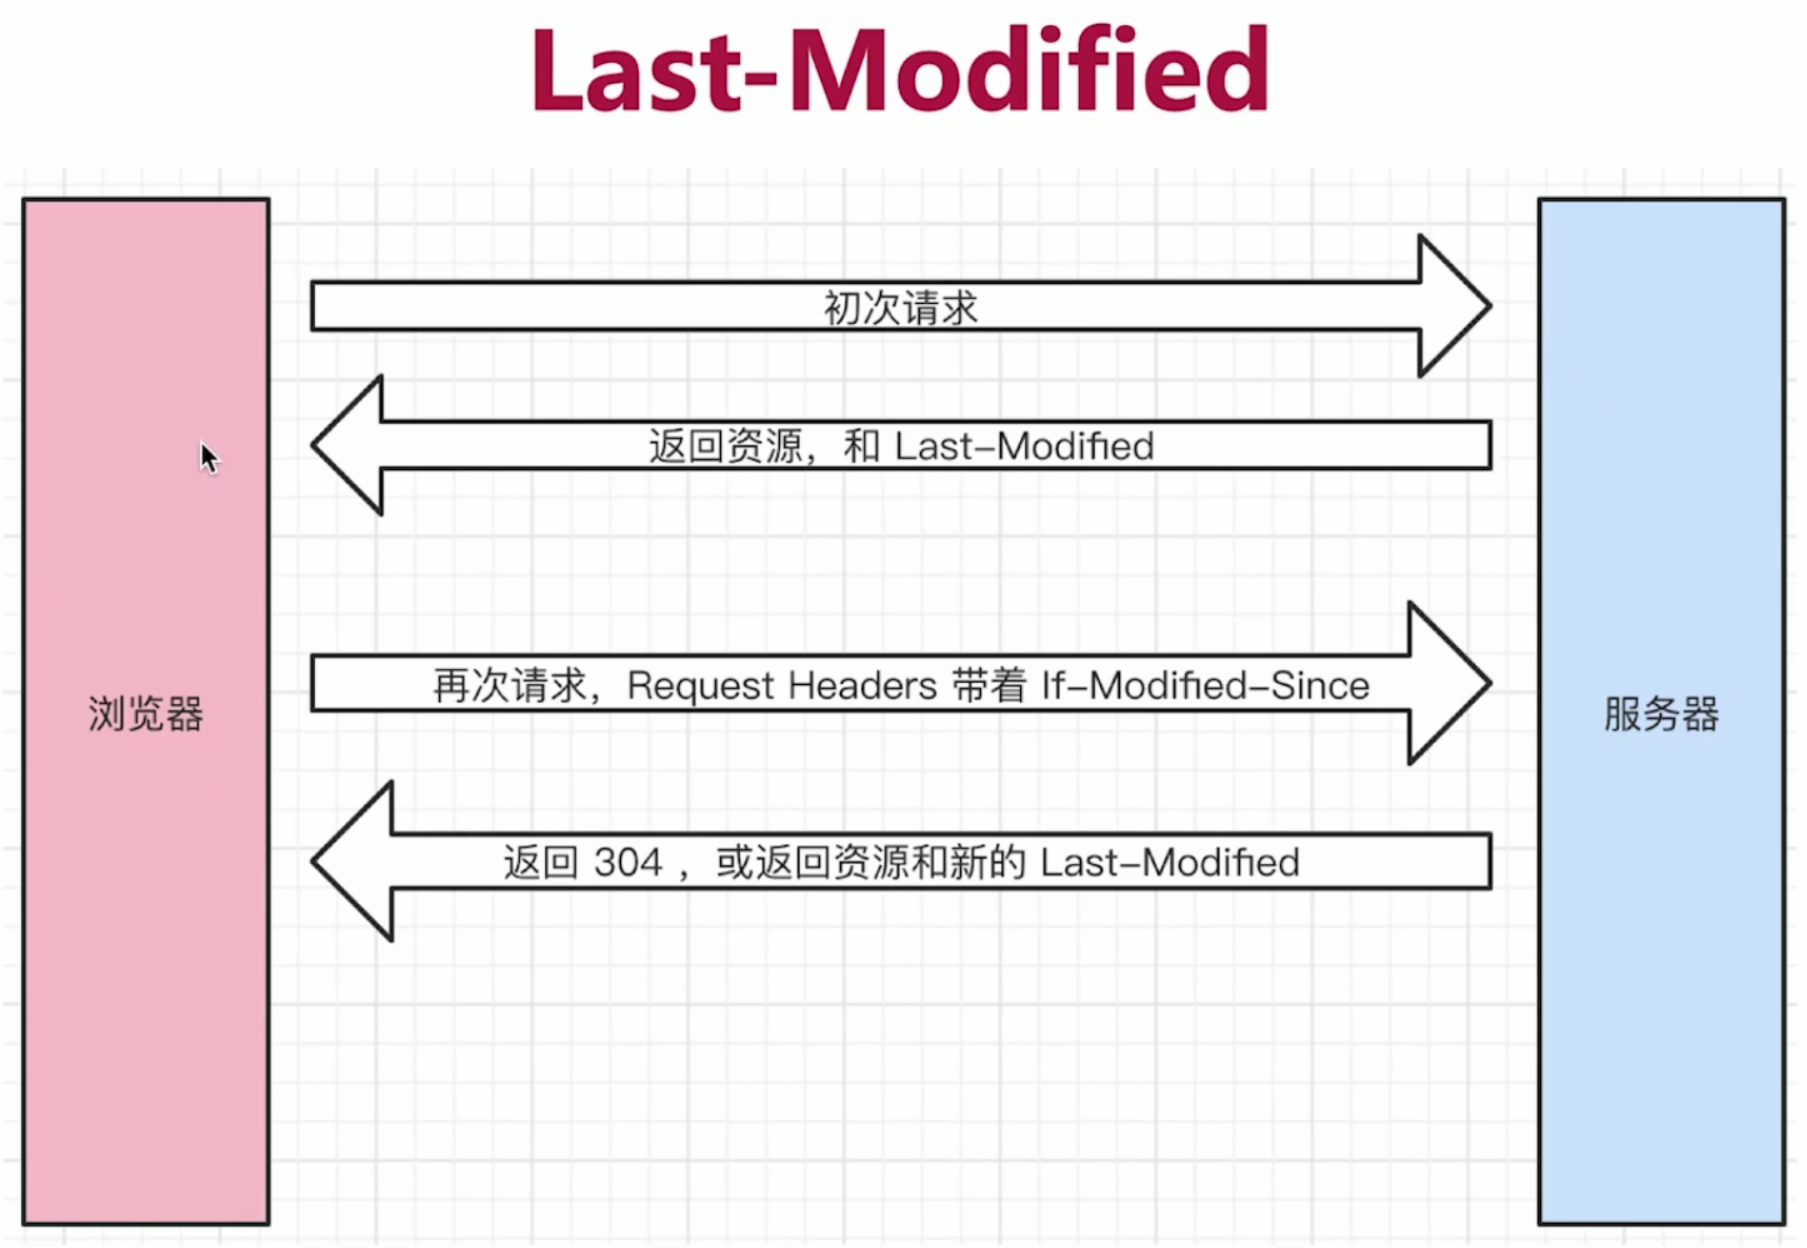 Last-Modified
初次请求
返回资源，和 Last-Modified
再次请求，Request Headers 带着 If-Modified-Since
浏览器
服务器
返回 304 ，或返回资源和新的 Last-Modified